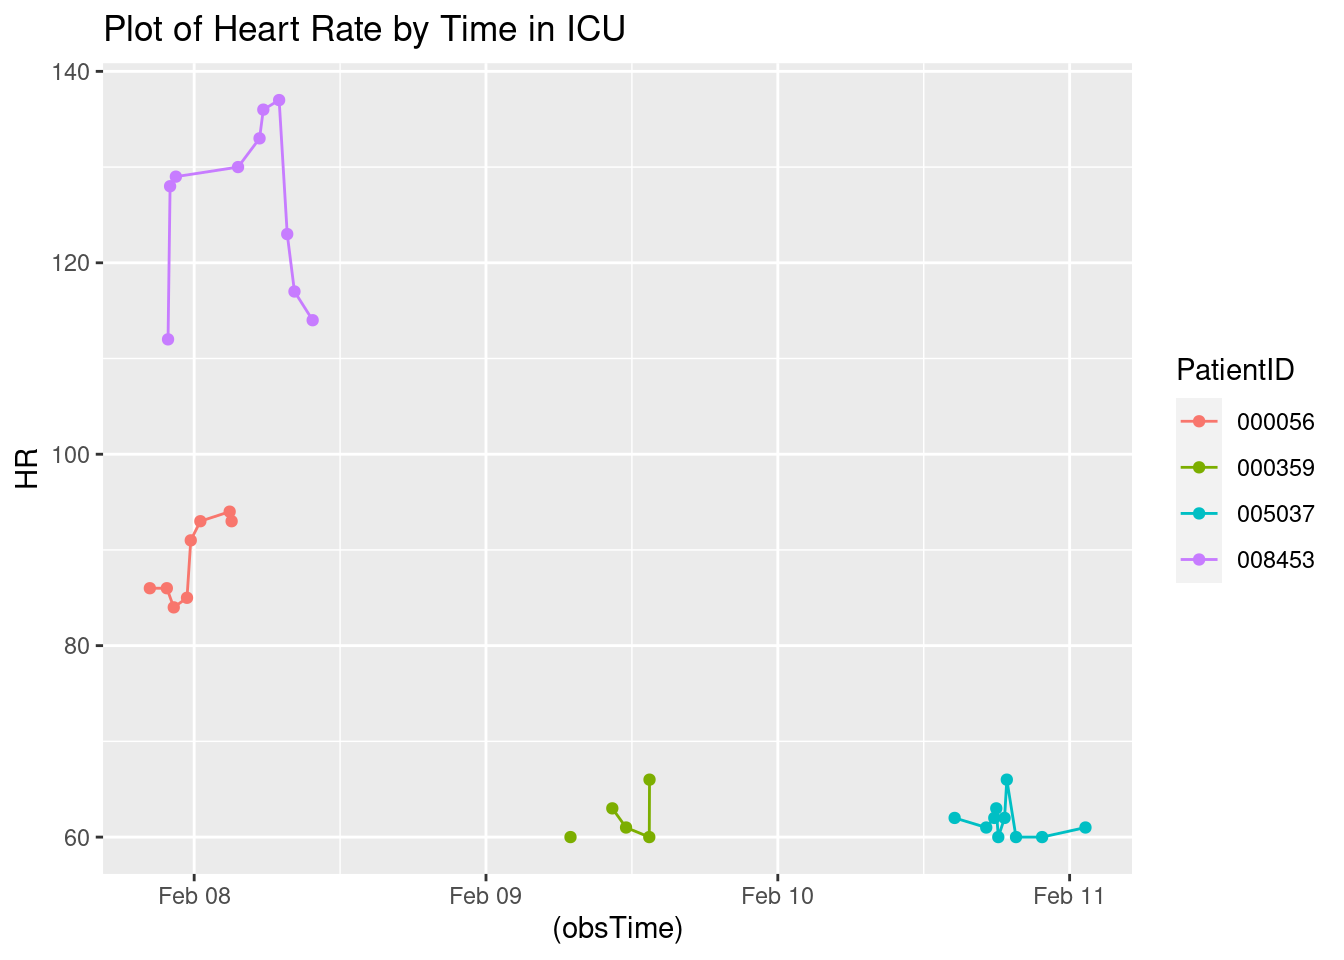 Plot of Heart Rate by Time in ICU
140
120
100
80
60
HR
Feb 08
Feb 09
Feb 10
Feb 11
(obsTime)
PatientID
000056
000359
005037
008453